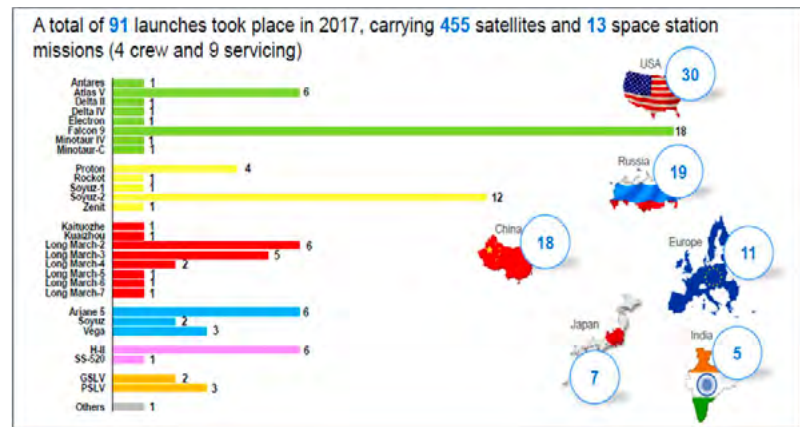 A total of 91 launches took place in 2017, carrying 455 satellites and 13 space station
missions (4 crew and 9 servicing)
Antares 1
Atlas V 6
Delta II 1
Delta IV 1
Electron 1
Falcon 9 18
Minotaur IV 1
Minotaur-C 1
USA 30
Proton 4
Rockot 1
Soyuz-1 1
Soyuz-2 12
Zenit 1
Russia 19
Kaituozhe 1
Kuaizhou 1
Long March-2 6
Long March-3 5
Long March-4 2
Long March-5 1
Long March-6 1
Long March-7 1
China 18
Europe 11
Ariane 5 6
Soyuz 2
Vega 3
Japan 7
H-II 6
SS-520 1
India 5
GSLV 2
PSLV 3
Others 1